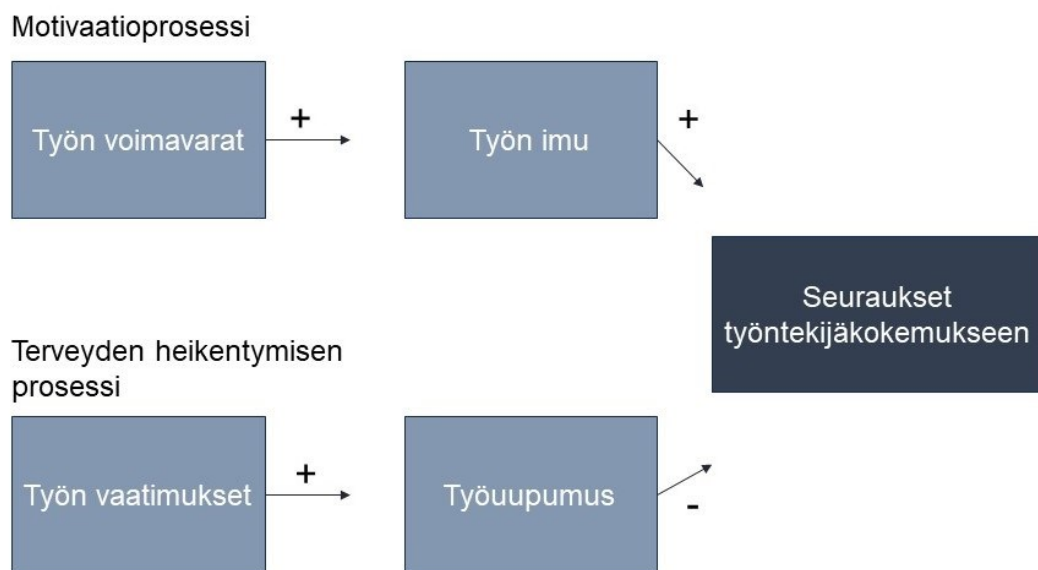 Motivaatioprosessi
Työn voimavarat
+
Työn imu
+
Seuraukset
työntekijäkokemukseen
Terveyden heikentymisen
prosessi
Työn vaatimukset
+
Työuupumus
-